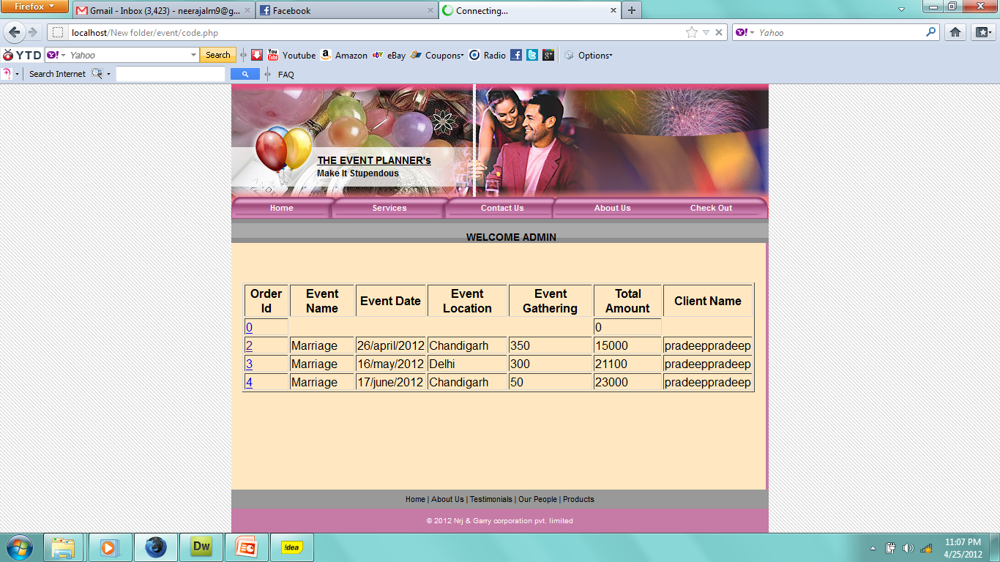 Firefox
Gmail - Inbox (3,423) - neerajalm9@g...
Facebook
Connecting...
localhost/New folder/event/code.php
Yahoo
YTD
Yahoo
Search
Youtube
Amazon
eBay
Coupons
Radio
Options
Search Internet
FAQ
THE EVENT PLANNER's
Make It Stupendous
Home Services Contact Us About Us Check Out
WELCOME ADMIN
Order Id Event Name Event Date Event Location Event Gathering Total Amount Client Name
0 0
2 Marriage 26/april/2012 Chandigarh 350 15000 pradeeppradeep
3 Marriage 16/may/2012 Delhi 300 21100 pradeeppradeep
4 Marriage 17/june/2012 Chandigarh 50 23000 pradeeppradeep
Home | About Us | Testimonials | Our People | Products
© 2012 Nrj & Garry corporation pvt. limited
Dw
!dea
11:07 PM
4/25/2012